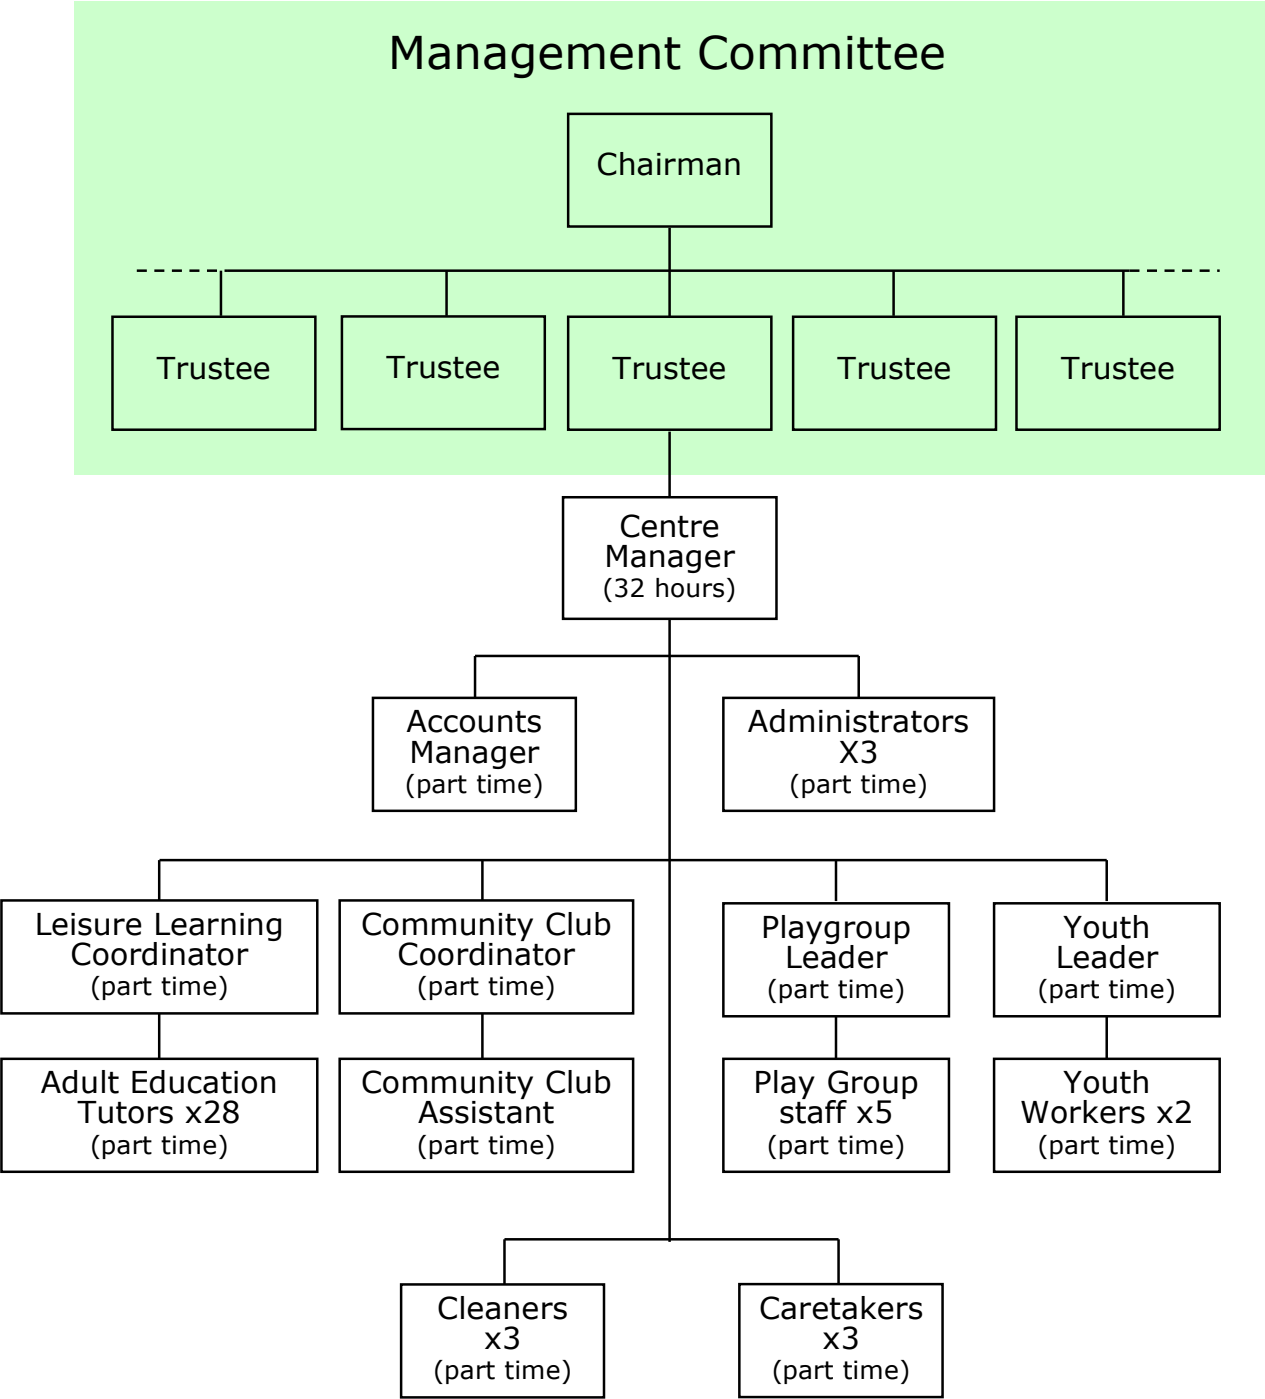 Management Committee
Chairman
Trustee
Trustee
Trustee
Trustee
Trustee
Centre
Manager
(32 hours)
Accounts
Manager
(part time)
Administrators
X3
(part time)
Leisure Learning
Coordinator
(part time)
Community Club
Coordinator
(part time)
Playgroup
Leader
(part time)
Youth
Leader
(part time)
Adult Education
Tutors x28
(part time)
Community Club
Assistant
(part time)
Play Group
staff x5
(part time)
Youth
Workers x2
(part time)
Cleaners
x3
(part time)
Caretakers
x3
(part time)